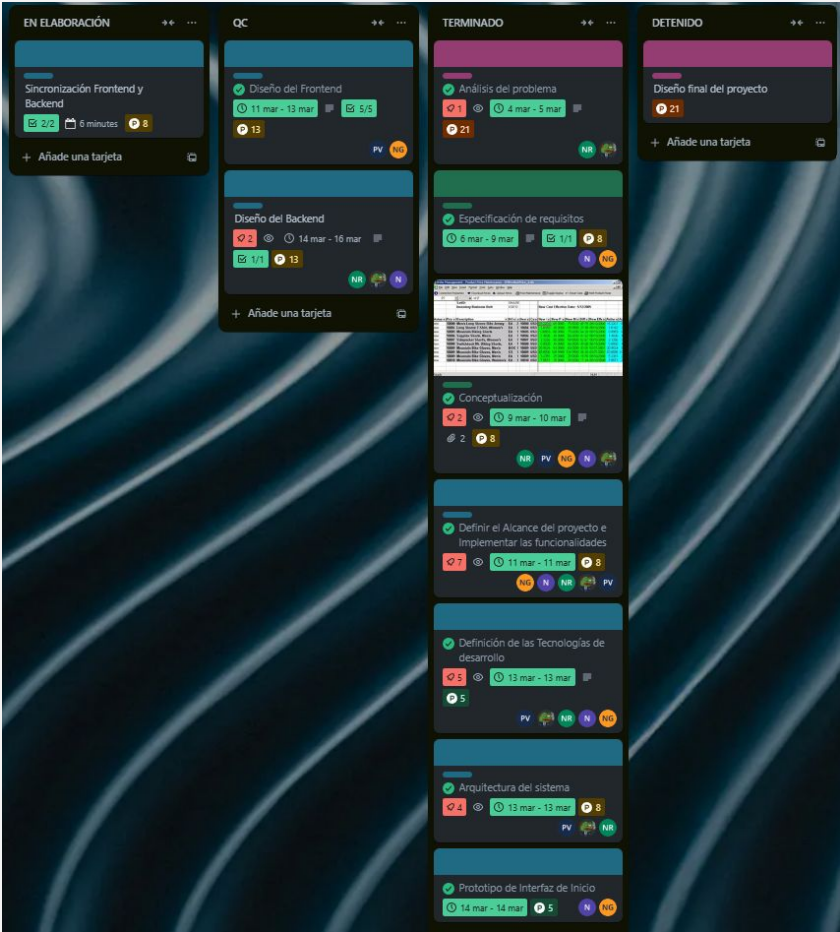 EN ELABORACIÓN
Sincronización Frontend y
Backend
2/2 6 minutes P 8
+ Añade una tarjeta
QC
Diseño del Frontend
11 mar - 13 mar 5/5
P 13
PV NG
Diseño del Backend
2 14 mar - 16 mar
1/1 P 13
NR N
+ Añade una tarjeta
TERMINADO
Análisis del problema
1 4 mar - 5 mar
P 21
NR
Especificación de requisitos
6 mar - 9 mar 1/1 P 8
N NG
Conceptualización
2 9 mar - 10 mar
2 P 8
NR PV NG N
Definir el Alcance del proyecto e
Implementar las funcionalidades
7 11 mar - 11 mar P 8
NG N NR PV
Definición de las Tecnologías de
desarrollo
5 13 mar - 13 mar
P 5
PV NR N NG
Arquitectura del sistema
4 13 mar - 13 mar P 8
PV NR
Prototipo de Interfaz de Inicio
14 mar - 14 mar P 5 N NG
DETENIDO
Diseño final del proyecto
P 21
+ Añade una tarjeta